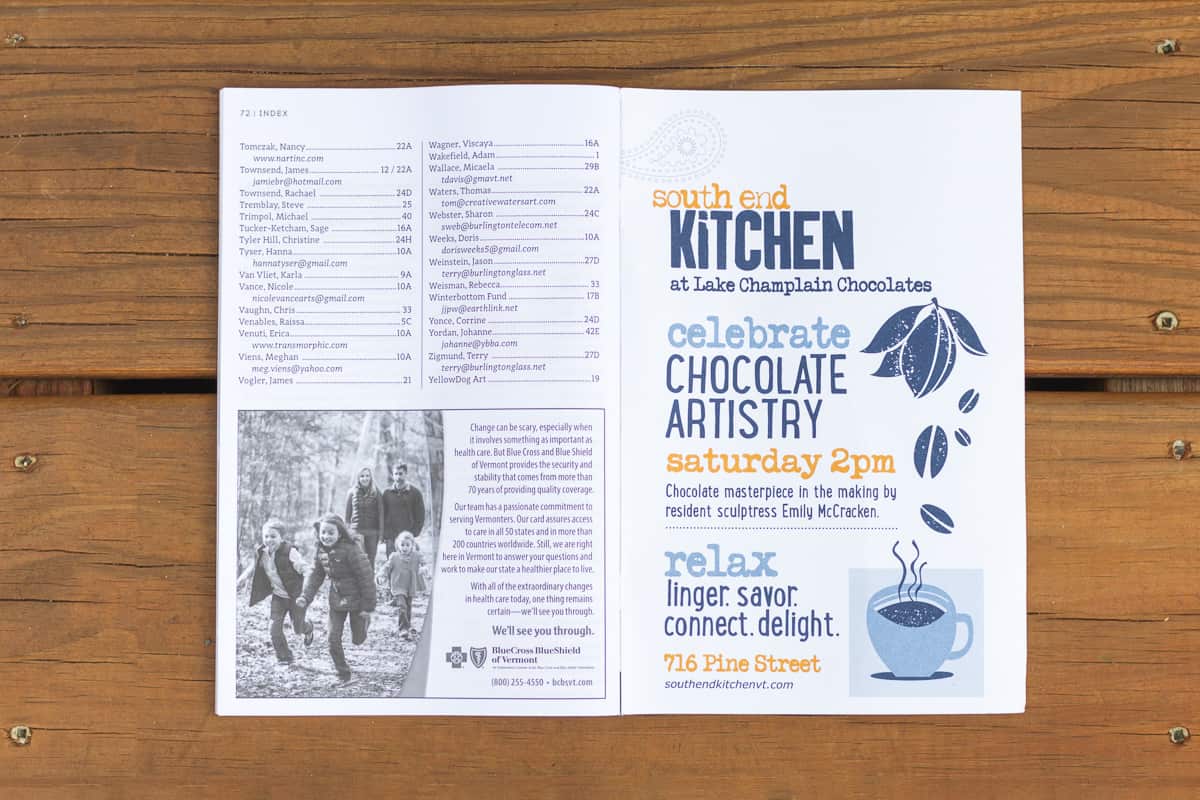 72 | INDEX
Tomczak, Nancy 22A
www.nartinc.com
Townsend, James 12 / 22A
jamiebr@hotmail.com
Townsend, Rachael 24D
Tremblay, Steve 25
Trimpol, Michael 40
Tucker-Ketcham, Sage 16A
Tyler Hill, Christine 24H
Tyser, Hanna 10A
hannatyser@gmail.com
Van Vliet, Karla 9A
Vance, Nicole 10A
nicolevancearts@gmail.com
Vaughn, Chris 33
Venables, Raissa 5C
Venuti, Erica 10A
www.transmorphic.com
Viens, Meghan 10A
meg.viens@yahoo.com
Vogler, James 21
Wagner, Viscaya 16A
Wakefield, Adam 1
Wallace, Micaela 29B
tdavis@gmavt.net
Waters, Thomas 22A
tom@creativewatersart.com
Webster, Sharon 24C
sweb@burlingtontelecom.net
Weeks, Doris 10A
dorisweeks5@gmail.com
Weinstein, Jason 27D
terry@burlingtonglass.net
Weisman, Rebecca 33
Winterbottom Fund 17B
jjpw@earthlink.net
Yonce, Corrine 24D
Yordan, Johanne 42E
johanne@ybba.com
Zigmund, Terry 27D
terry@burlingtonglass.net
YellowDog Art 19
Change can be scary, especially when
it involves something as important as
health care. But Blue Cross and Blue Shield
of Vermont provides the security and
stability that comes from more than
70 years of providing quality coverage.
Our team has a passionate commitment to
serving Vermonters. Our card assures access
to care in all 50 states and in more than
200 countries worldwide. Still, we are right
here in Vermont to answer your questions and
work to make our state a healthier place to live.
With all of the extraordinary changes
in health care today, one thing remains
certain—we'll see you through.
We'll see you through.
BlueCross BlueShield
of Vermont
(800) 255-4550 • bcbsvt.com
south end
KiTCHEN
at Lake Champlain Chocolates
celebrate
CHOCOLATE
ARTISTRY
saturday 2pm
Chocolate masterpiece in the making by
resident sculptress Emily McCracken.
relax
linger. savor.
connect. delight.
716 Pine Street
southendkitchenvt.com